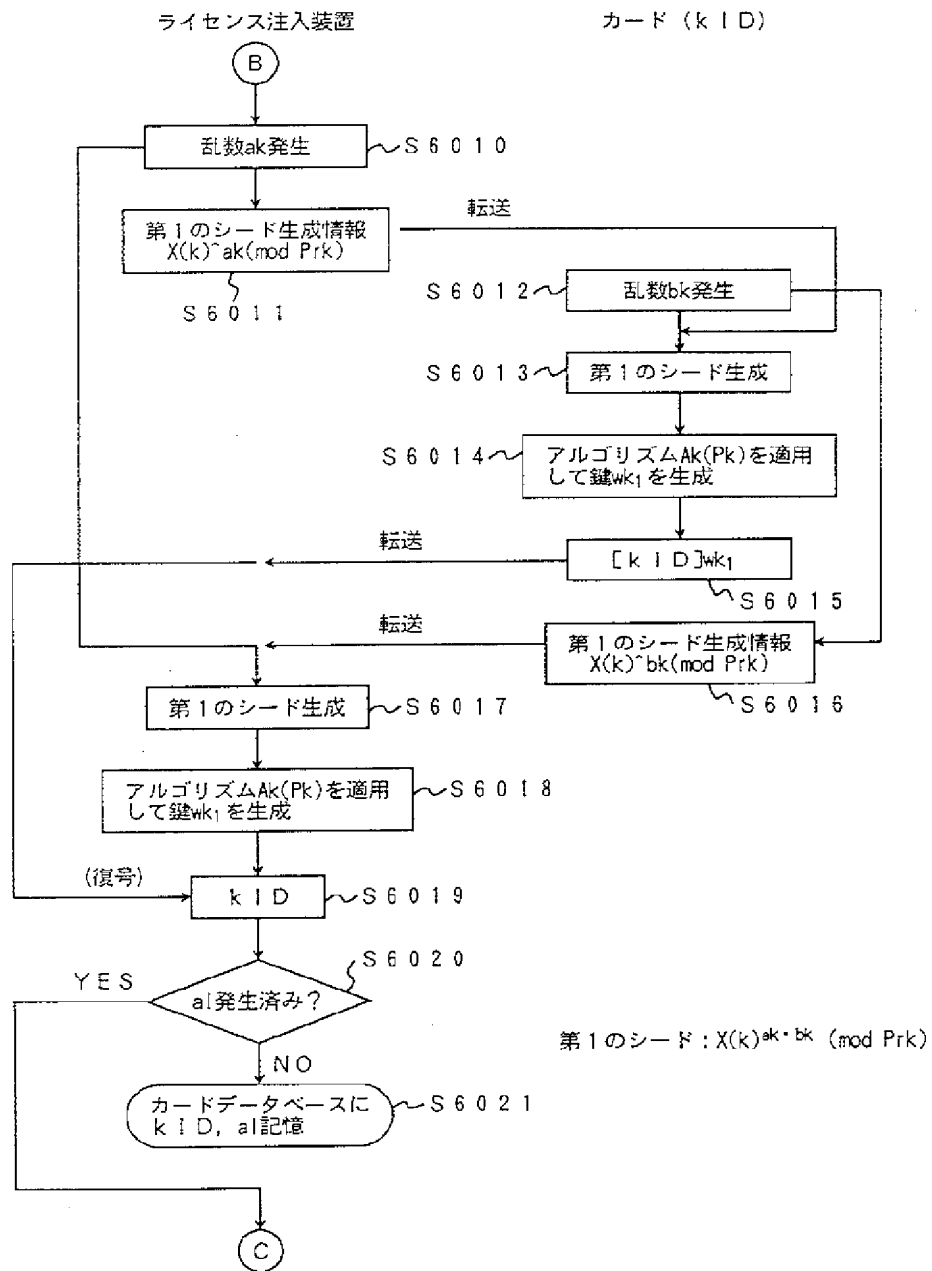 ライセンス注入装置
カード (kID)
B
乱数ak発生
S6010
転送
第1のシード生成情報
X(k)^ak(mod Prk)
S6011
S6012
乱数bk発生
S6013
第1のシード生成
S6014
アルゴリズムAk(Pk)を適用
して鍵wk₁を生成
転送
[kID]wk₁
S6015
転送
第1のシード生成情報
X(k)^bk(mod Prk)
S6016
第1のシード生成
S6017
アルゴリズムAk(Pk)を適用
して鍵wk₁を生成
S6018
(復号)
kID
S6019
S6020
YES
al発生済み?
第1のシード:X(k)^ak・bk (mod Prk)
NO
カードデータベースに
kID, al記憶
S6021
C